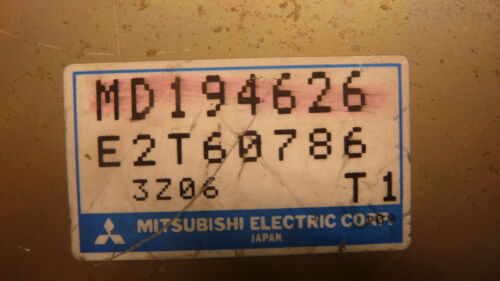 MD194626
E2T60786
3Z06 T1
MITSUBISHI ELECTRIC CORP.
JAPAN